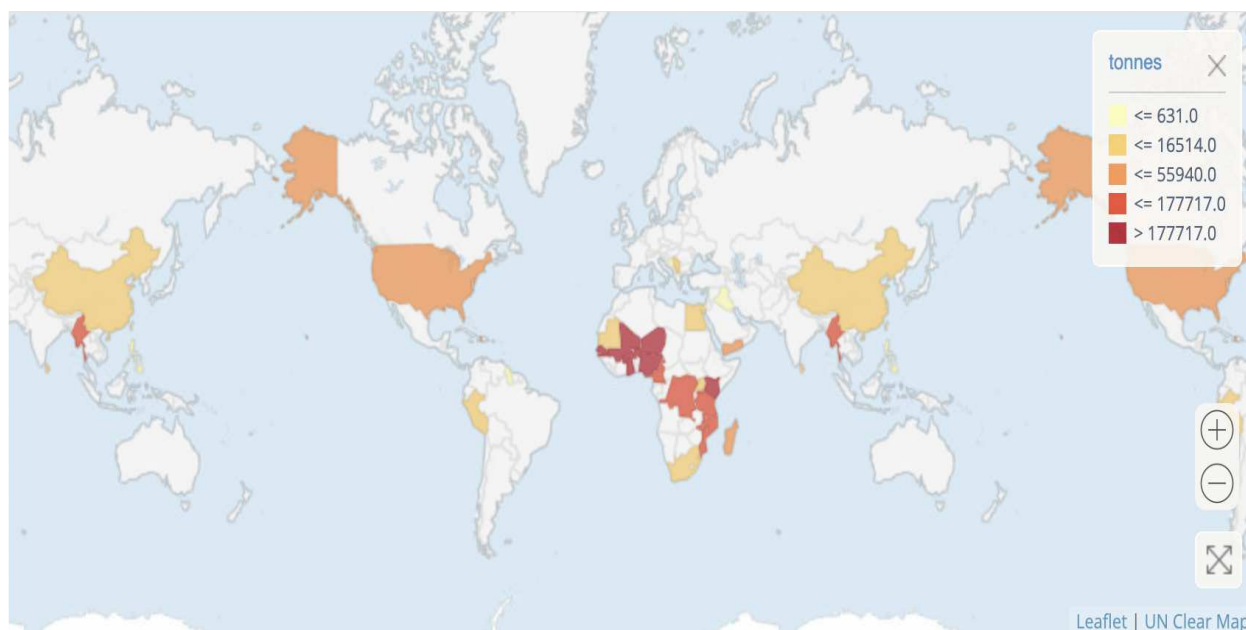 tonnes
<= 631.0
<= 16514.0
<= 55940.0
<= 177717.0
> 177717.0
Leaflet | UN Clear Map